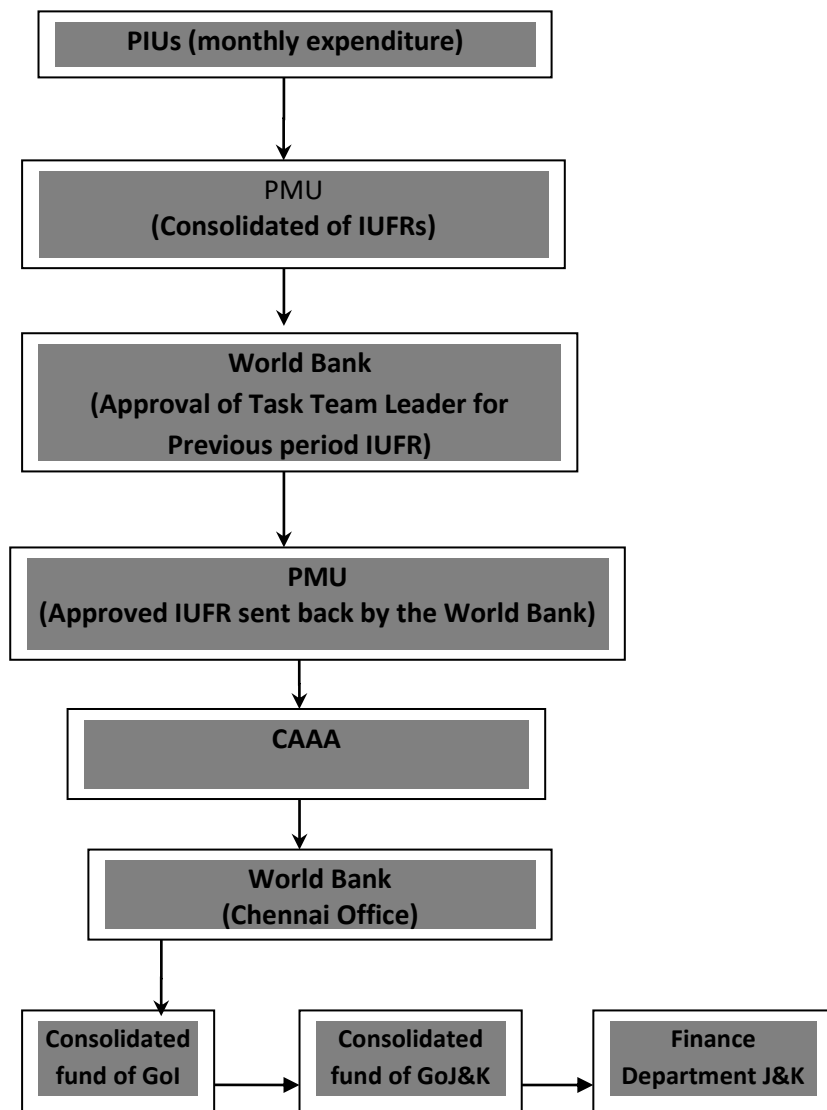 PIUs (monthly expenditure)
PMU
(Consolidated of IUFRs)
World Bank
(Approval of Task Team Leader for
Previous period IUFR)
PMU
(Approved IUFR sent back by the World Bank)
CAAA
World Bank
(Chennai Office)
Consolidated
fund of GoI
Consolidated
fund of GoJ&K
Finance
Department J&K